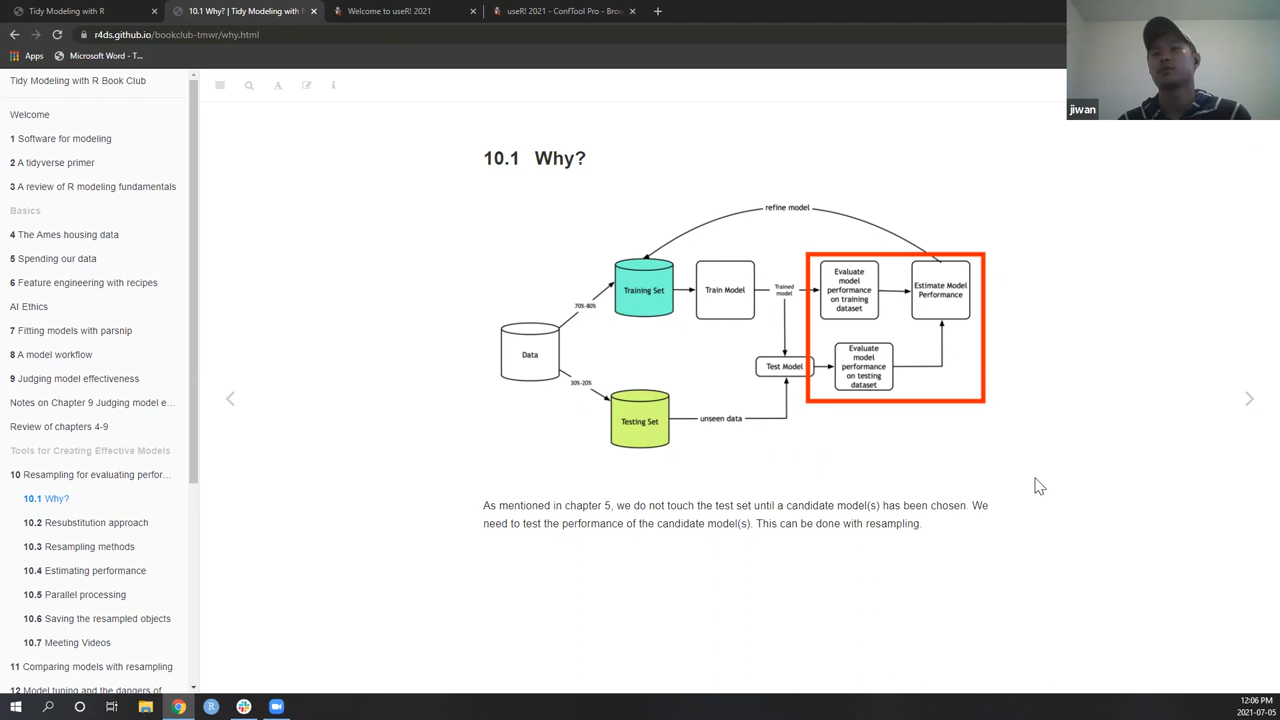 Tidy Modeling with R
10.1 Why? | Tidy Modeling with R
Welcome to useR! 2021
useR! 2021 - ConfTool Pro - Brow
r4ds.github.io/bookclub-tmwr/why.html
Apps
Microsoft Word - T...
jiwan
Tidy Modeling with R Book Club
Welcome
1 Software for modeling
2 A tidyverse primer
3 A review of R modeling fundamentals
Basics
4 The Ames housing data
5 Spending our data
6 Feature engineering with recipes
AI Ethics
7 Fitting models with parsnip
8 A model workflow
9 Judging model effectiveness
Notes on Chapter 9 Judging model e...
Review of chapters 4-9
Tools for Creating Effective Models
10 Resampling for evaluating perfor...
10.1 Why?
10.2 Resubstitution approach
10.3 Resampling methods
10.4 Estimating performance
10.5 Parallel processing
10.6 Saving the resampled objects
10.7 Meeting Videos
11 Comparing models with resampling
12 Model tuning and the dangers of
10.1 Why?
refine model
Training Set
Train Model
Trained
model
Evaluate
model
performance
on training
dataset
Estimate Model
Performance
70%-80%
Data
30%-20%
Test Model
Evaluate
model
performance
on testing
dataset
Testing Set
unseen data
As mentioned in chapter 5, we do not touch the test set until a candidate model(s) has been chosen. We
need to test the performance of the candidate model(s). This can be done with resampling.
12:06 PM
2021-07-05